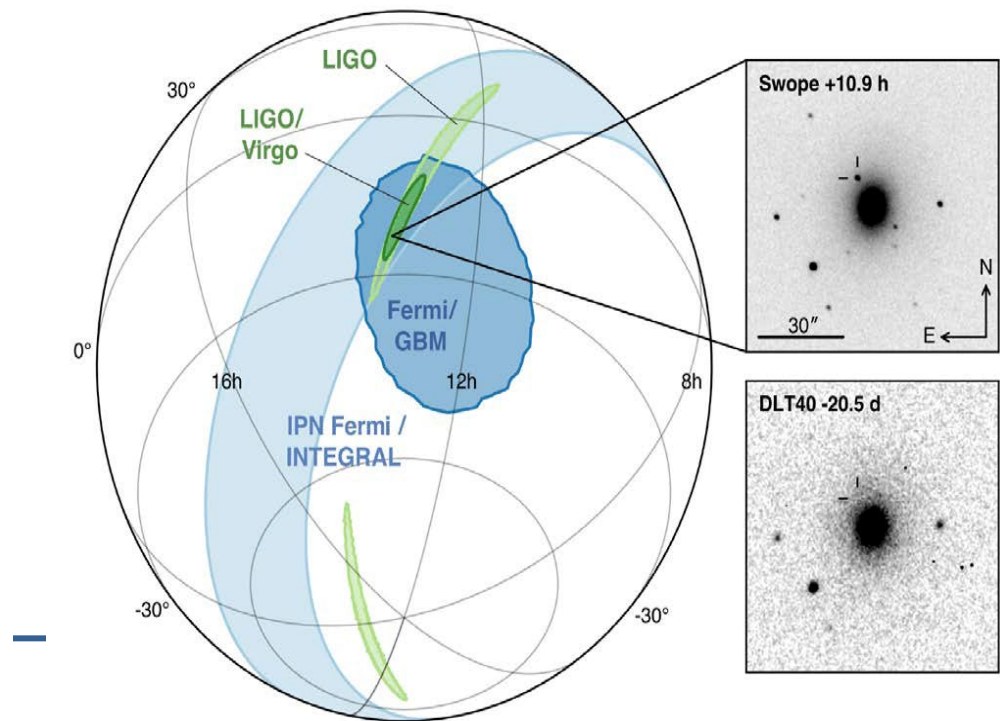 LIGO
30°
LIGO/
Virgo
Swope +10.9 h
N
Fermi/
GBM
30″
E
0°
16h
12h
8h
DLT40 -20.5 d
IPN Fermi /
INTEGRAL
-30°
-30°